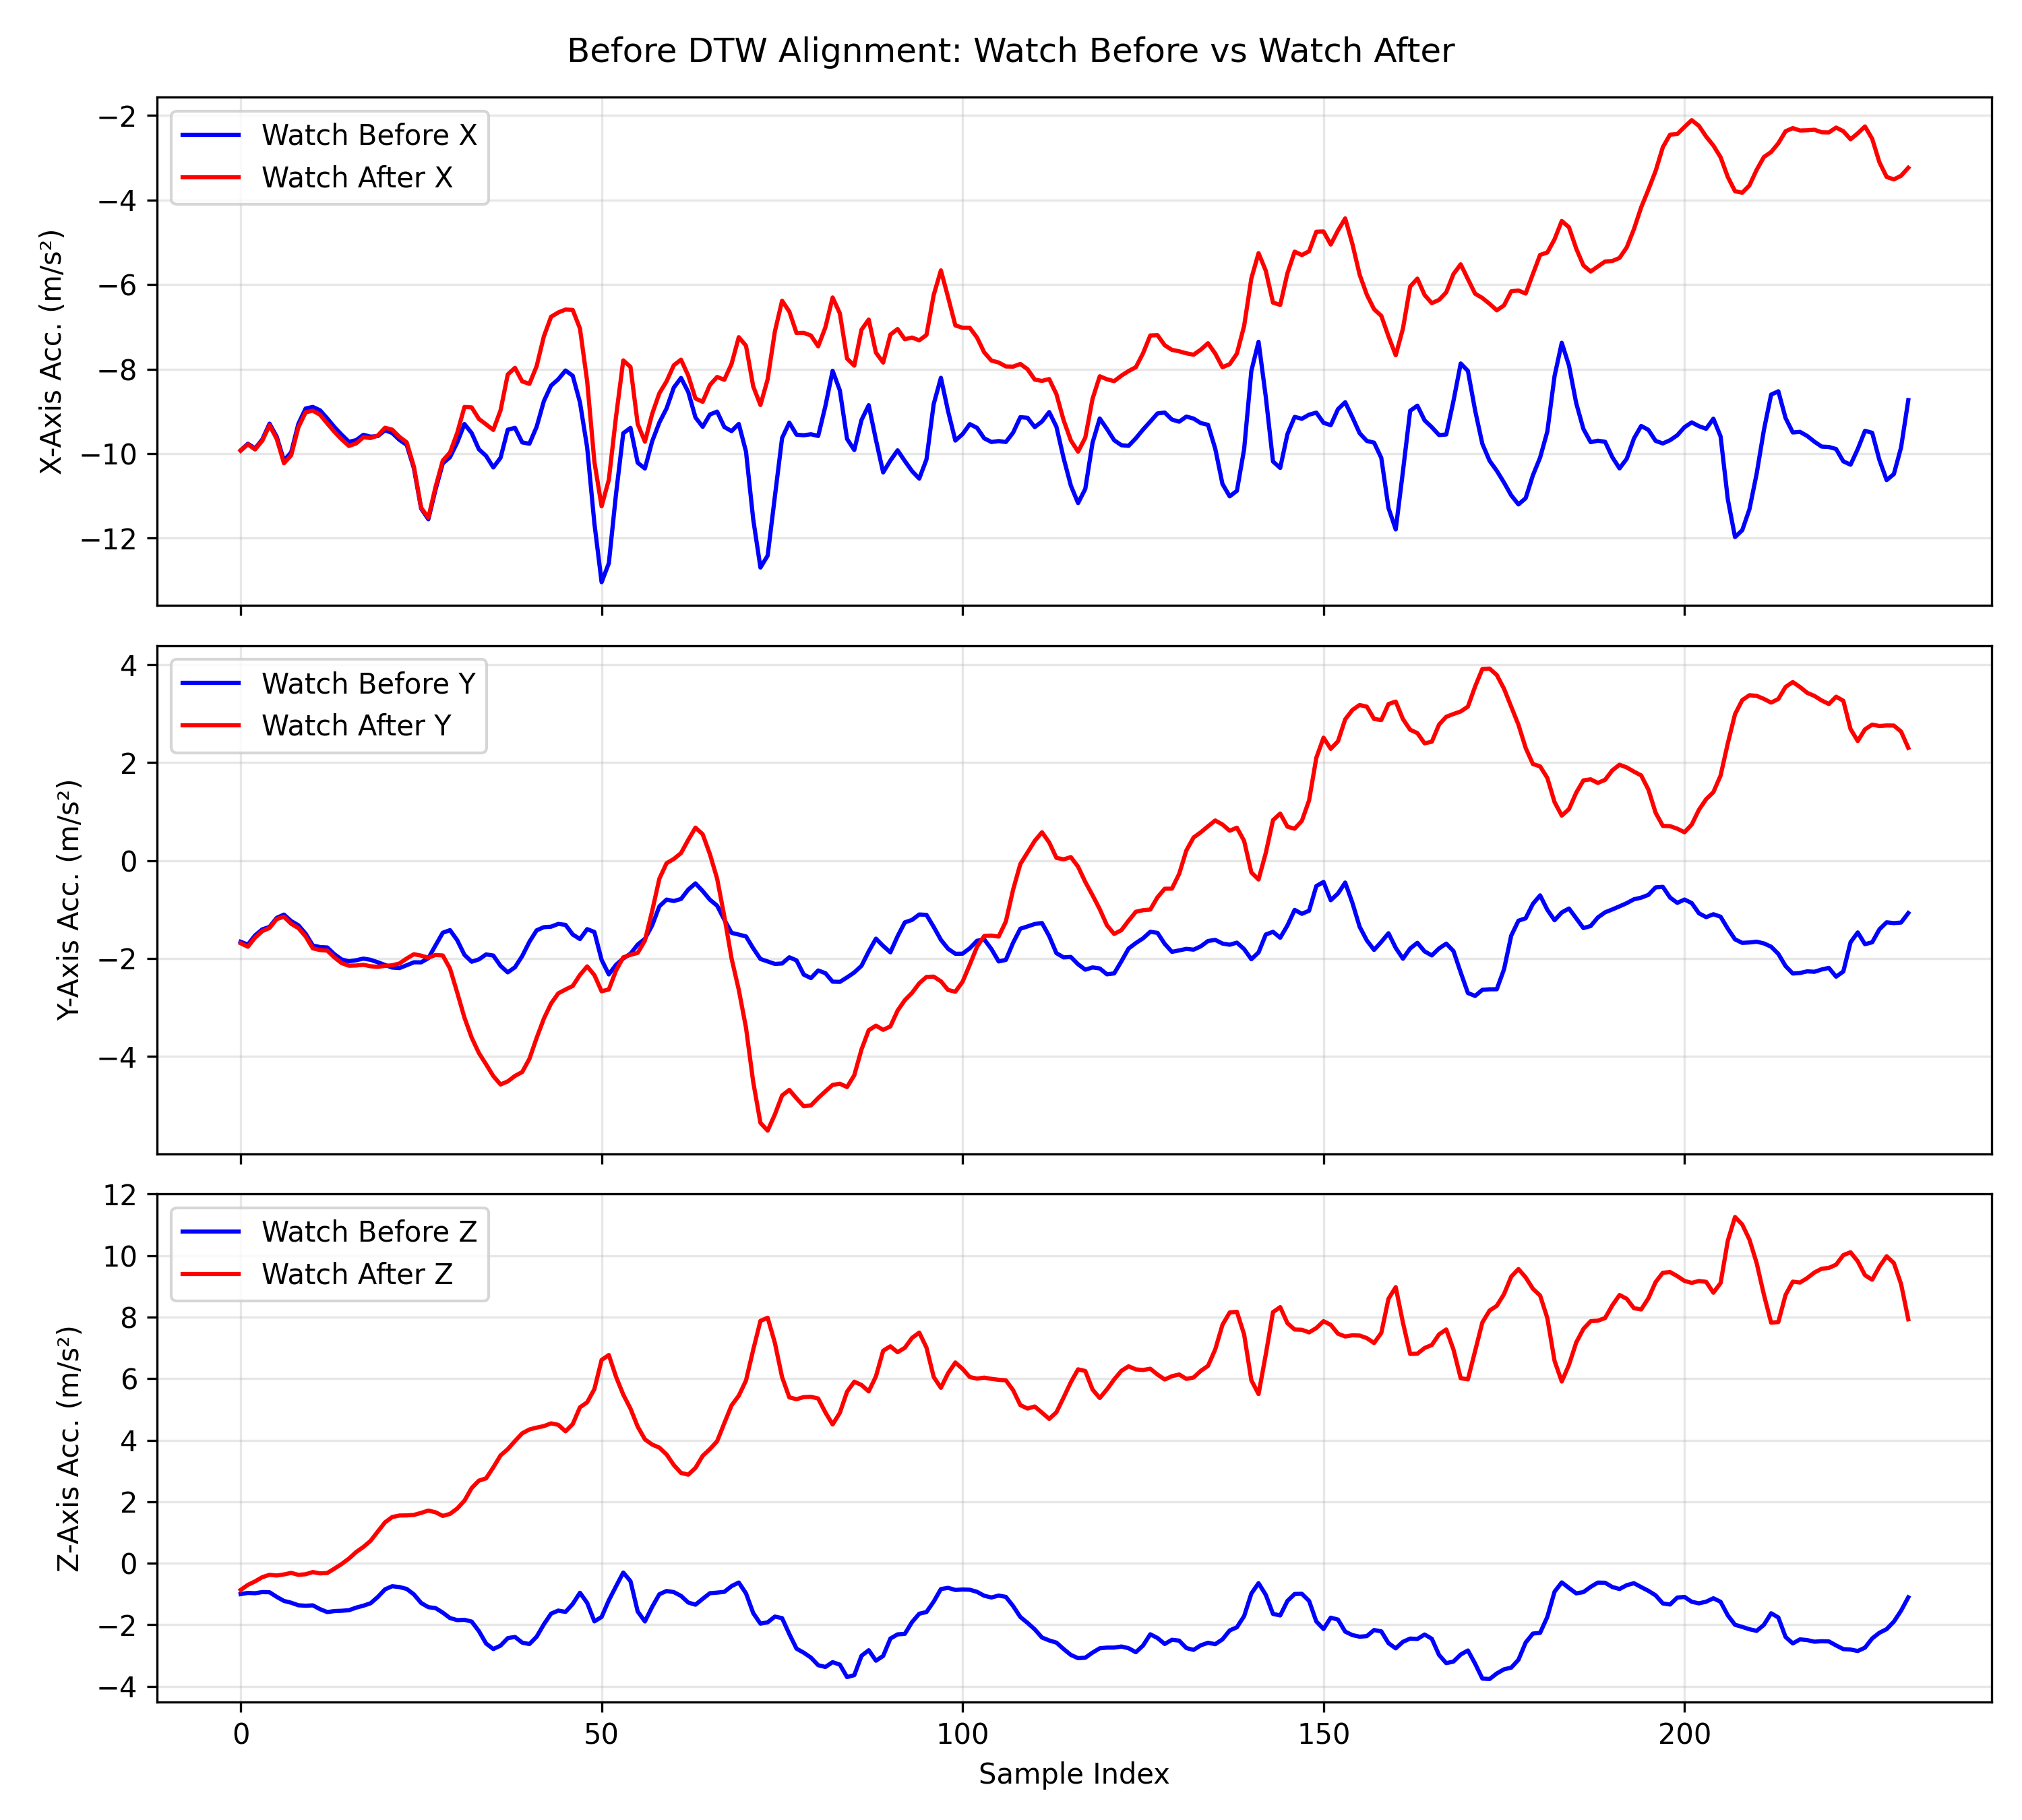 Before DTW Alignment: Watch Before vs Watch After
Watch Before X
Watch After X
X-Axis Acc. (m/s²)
−2
−4
−6
−8
−10
−12
Watch Before Y
Watch After Y
Y-Axis Acc. (m/s²)
4
2
0
−2
−4
Watch Before Z
Watch After Z
Z-Axis Acc. (m/s²)
12
10
8
6
4
2
0
−2
−4
0 50 100 150 200
Sample Index